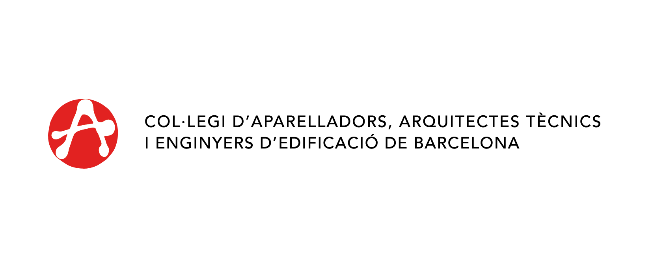 COL·LEGI D'APARELLADORS, ARQUITECTES TÈCNICS
I ENGINYERS D'EDIFICACIÓ DE BARCELONA